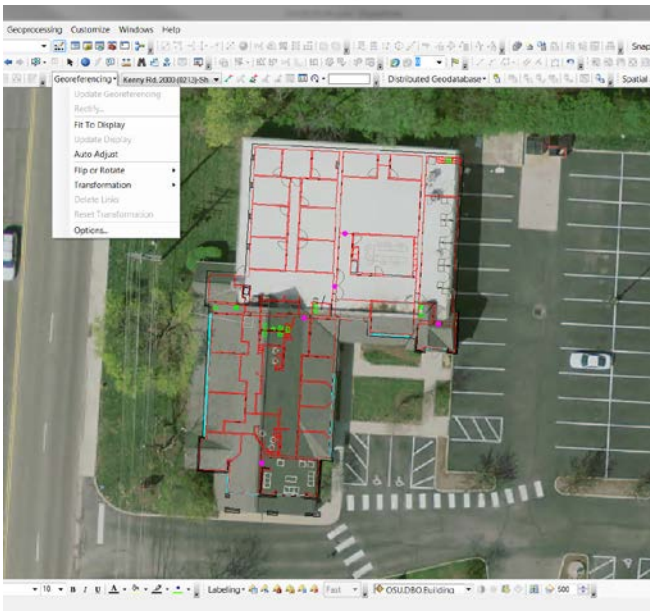 Geoprocessing Customize Windows Help
Snap
Georeferencing
Kenny Rd, 2000 (0212)-Sh
Distributed Geodatabase
Spatial
Update Georeferencing
Rectify...
Fit To Display
Update Display
Auto Adjust
Flip or Rotate
Transformation
Delete Links
Reset Transformation
Options...
10 B I U A Labeling Fast OSU.DBO.Building 500